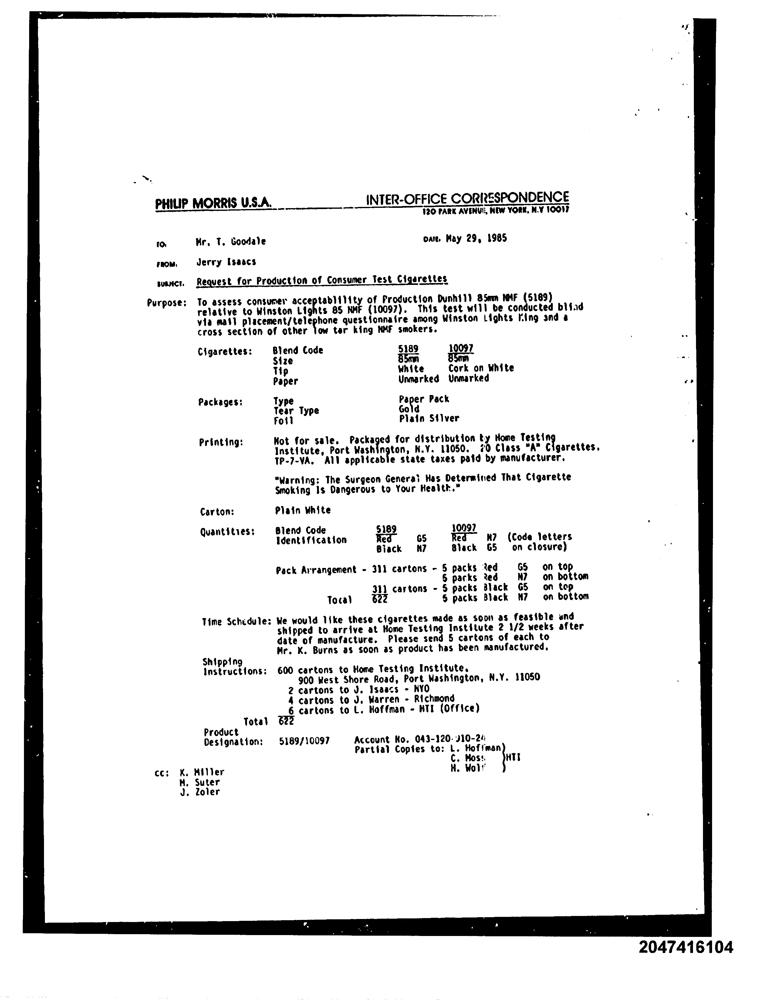 PHILIP MORRIS U.S.A. INTER-OFFICE CORRESPONDENCE
120 PARK AVENUE, NEW YORK, N.Y 10017
TO. Mr. T. Goodale DATE. May 29, 1985
FROM. Jerry Isaacs
SUBJECT. Request for Production of Consumer Test Cigarettes
Purpose: To assess consumer acceptability of Production Dunhill 85mm NMF (5189)
relative to Winston Lights 85 NMF (10097). This test will be conducted blind
via mail placement/telephone questionnaire among Winston Lights King and a
cross section of other low tar king NMF smokers.
Cigarettes: Blend Code 5189 10097
Size 85mm 85mm
Tip White Cork on White
Paper Unmarked Unmarked
Packages: Type Paper Pack
Tear Type Gold
Foil Plain Silver
Printing: Not for sale. Packaged for distribution by Home Testing
Institute, Port Washington, N.Y. 11050. 20 Class "A" Cigarettes.
TP-7-VA. All applicable state taxes paid by manufacturer.
"Warning: The Surgeon General Has Determined That Cigarette
Smoking Is Dangerous to Your Health."
Carton: Plain White
Quantities: Blend Code 5189 10097
Identification Red G5 Red N7 (Code letters
Black N7 Black G5 on closure)
Pack Arrangement - 311 cartons - 5 packs Red G5 on top
5 packs Red N7 on bottom
311 cartons - 5 packs Black G5 on top
Total 622 5 packs Black N7 on bottom
Time Schedule: We would like these cigarettes made as soon as feasible and
shipped to arrive at Home Testing Institute 2 1/2 weeks after
date of manufacture. Please send 5 cartons of each to
Mr. K. Burns as soon as product has been manufactured.
Shipping
Instructions: 600 cartons to Home Testing Institute.
900 West Shore Road, Port Washington, N.Y. 11050
2 cartons to J. Isaacs - NYO
4 cartons to J. Warren - Richmond
6 cartons to L. Hoffman - HTI (Office)
Total 622
Product
Designation: 5189/10097 Account No. 043-120-
Partial Copies to: L. Hoffman)
C. Moss )HTI
H. Wolf )
cc: K. Miller
M. Suter
J. Zoler
2047416104